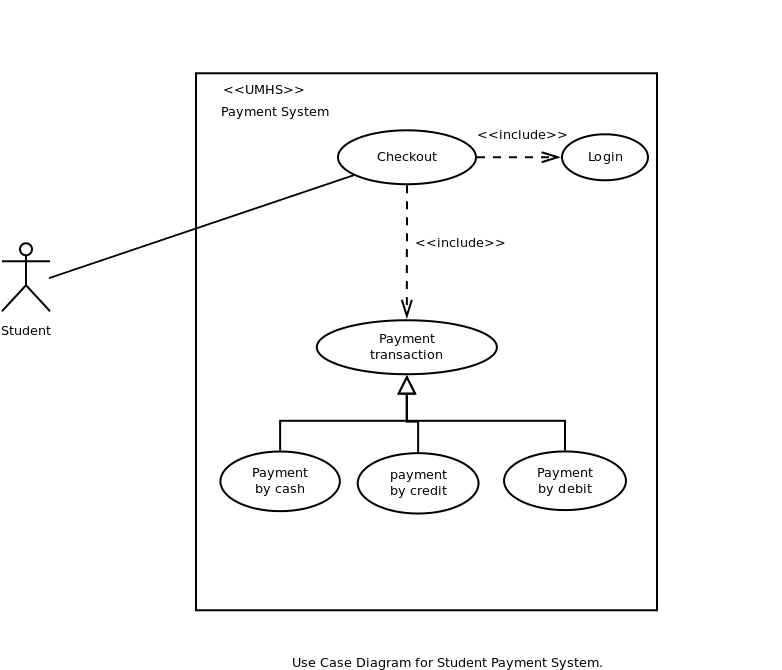 <<UMHS>>
Payment System
<<include>>
Checkout
Login
<<include>>
Student
Payment
transaction
Payment
by cash
payment
by credit
Payment
by debit
Use Case Diagram for Student Payment System.